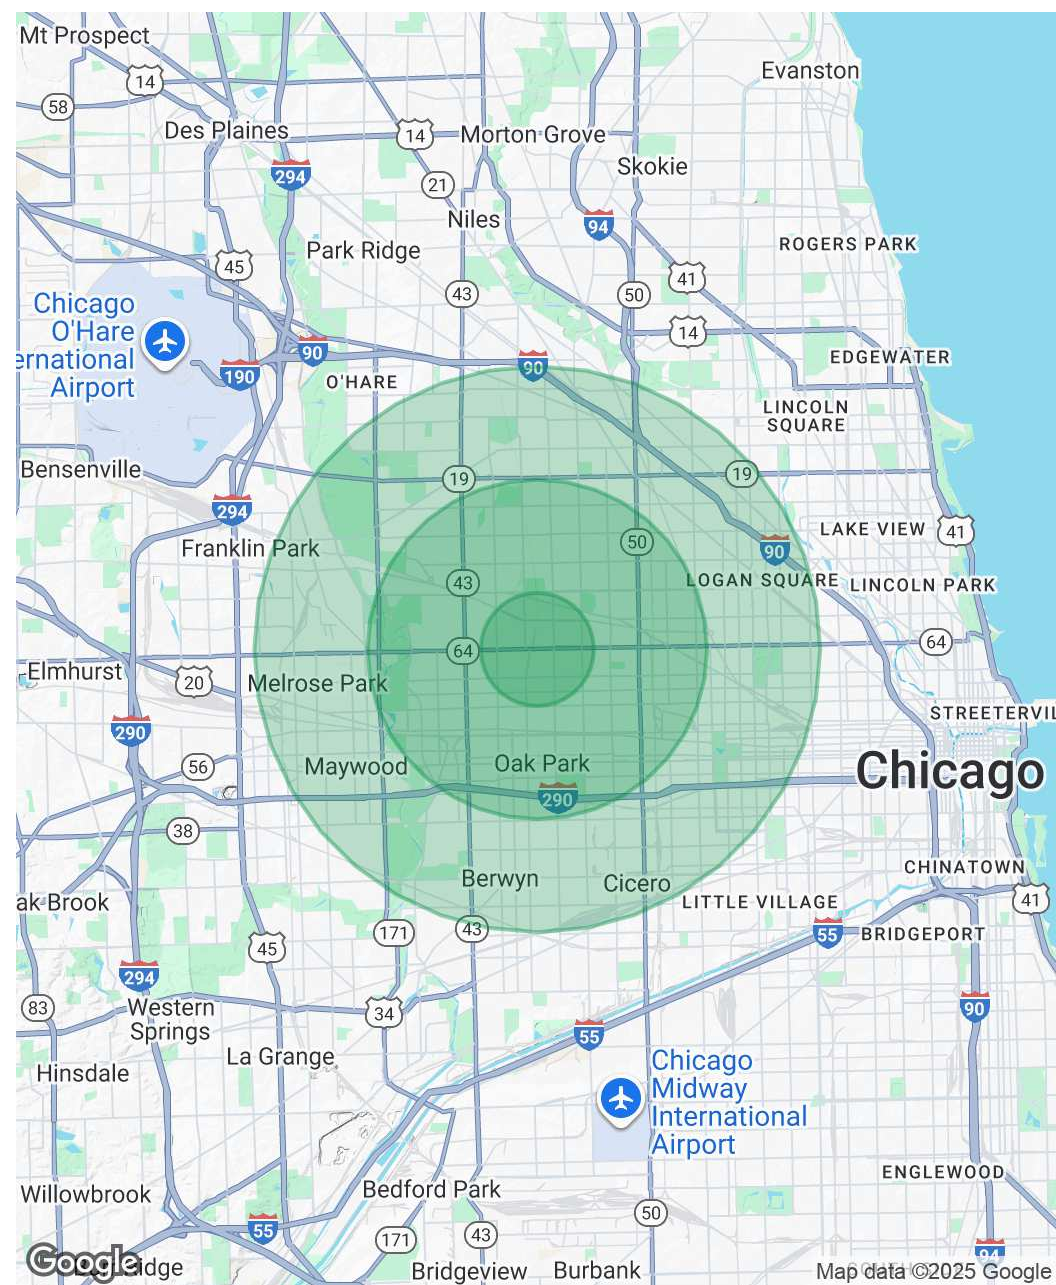 Mt Prospect
14
Evanston
58
Des Plaines
14
Morton Grove
Skokie
294
21
Niles
94
ROGERS PARK
Park Ridge
45
41
43
50
Chicago
O'Hare
ernational
Airport
14
90
EDGEWATER
190
90
O'HARE
LINCOLN
SQUARE
Bensenville
19
19
294
LAKE VIEW
41
50
Franklin Park
90
43
LOGAN SQUARE
LINCOLN PARK
64
64
Elmhurst
20
Melrose Park
STREETERVIL
290
56
Maywood
Oak Park
Chicago
290
38
CHINATOWN
Berwyn
Cicero
ak Brook
LITTLE VILLAGE
41
171
43
55
BRIDGEPORT
45
294
83
Western
Springs
34
90
55
La Grange
Hinsdale
Chicago
Midway
International
Airport
ENGLEWOOD
Willowbrook
Bedford Park
50
55
171
43
94
Google
Bridgeview
Burbank
Map data ©2025 Google